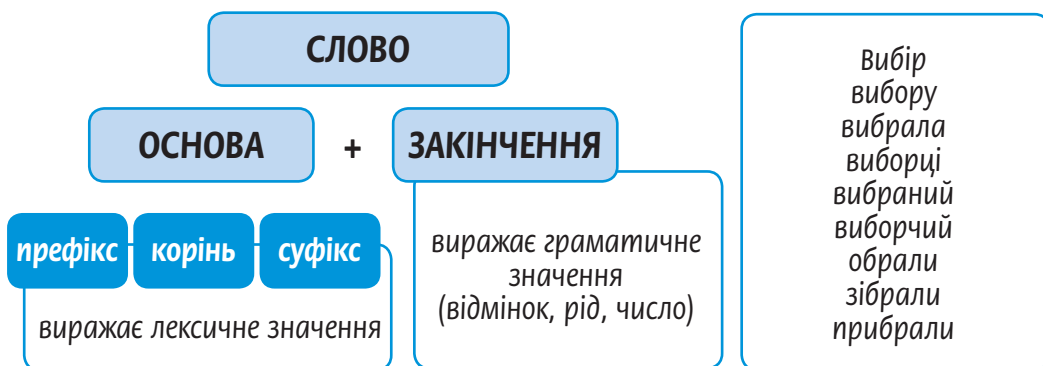 СЛОВО
ОСНОВА + ЗАКІНЧЕННЯ
префікс корінь суфікс
виражає лексичне значення
виражає граматичне
значення
(відмінок, рід, число)
Вибір
вибору
вибрала
виборці
вибраний
виборчий
обрали
зібрали
прибрали